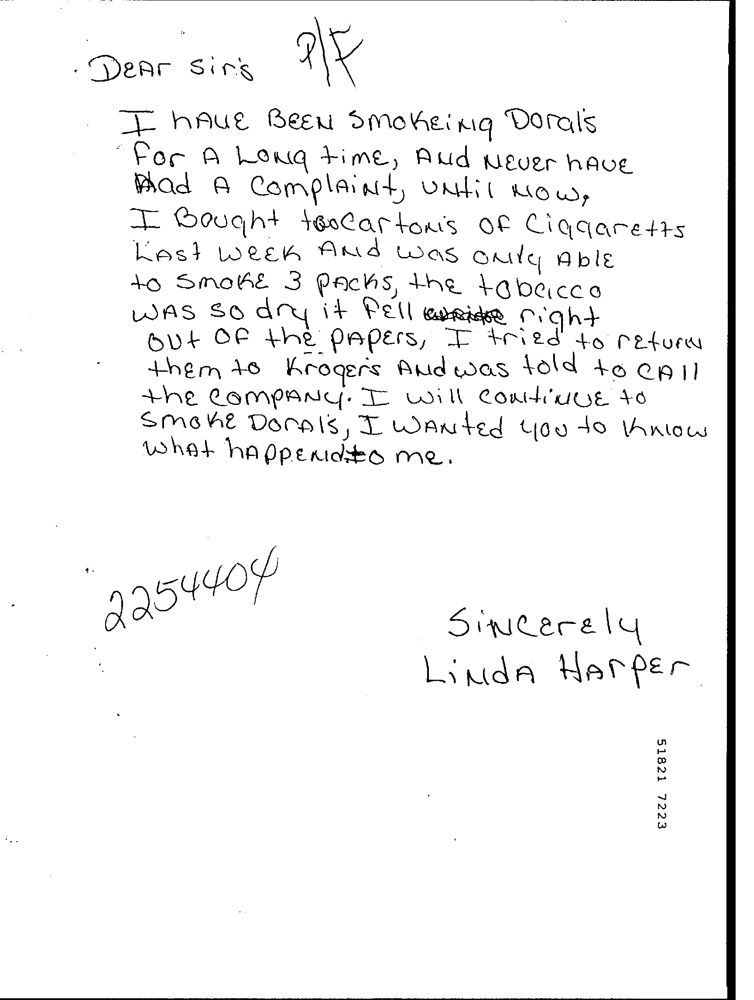 P/F
Dear Sir's
I have been smokeing Doral's
for a long time, and never have
had a complaint, until now,
I bought too cartons of ciggaretts
last week and was only able
to smoke 3 packs, the tobacco
was so dry it fell right
out of the papers, I tried to return
them to Kroger's and was told to call
the company. I will continue to
smoke Doral's, I wanted you to know
what happend to me.
2254404
Sincerely
Linda Harper
51821 7223